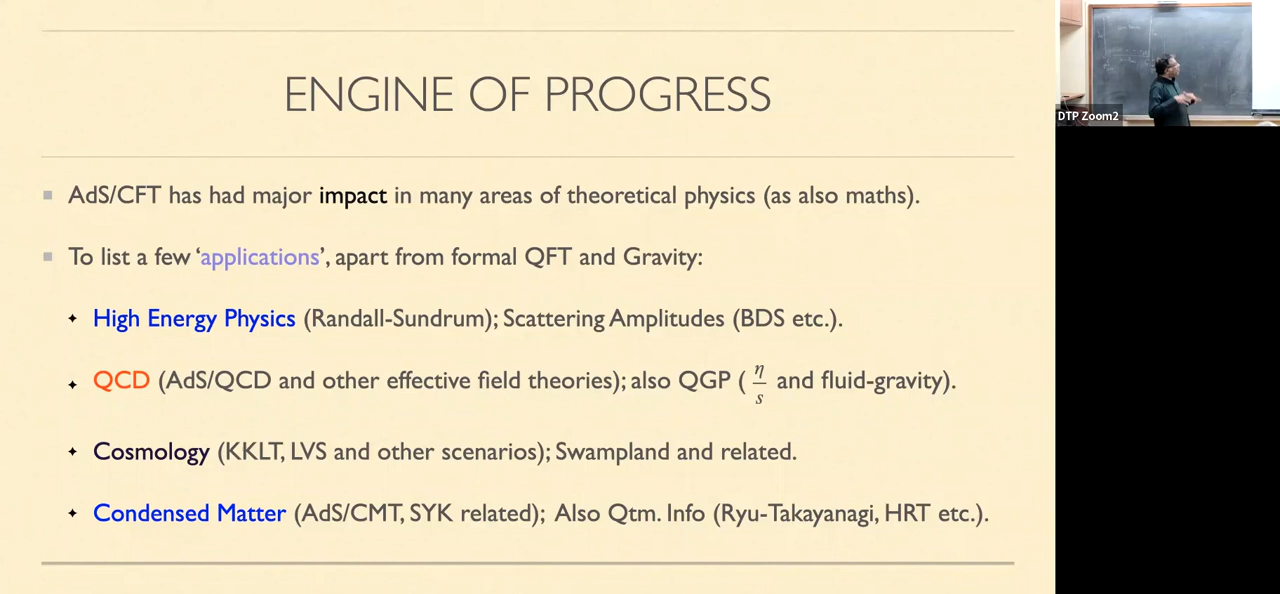 ENGINE OF PROGRESS
AdS/CFT has had major impact in many areas of theoretical physics (as also maths).
To list a few ‘applications’, apart from formal QFT and Gravity:
High Energy Physics (Randall-Sundrum); Scattering Amplitudes (BDS etc.).
QCD (AdS/QCD and other effective field theories); also QGP ( η/s and fluid-gravity).
Cosmology (KKLT, LVS and other scenarios); Swampland and related.
Condensed Matter (AdS/CMT, SYK related); Also Qtm. Info (Ryu-Takayanagi, HRT etc.).
DTP Zoom2